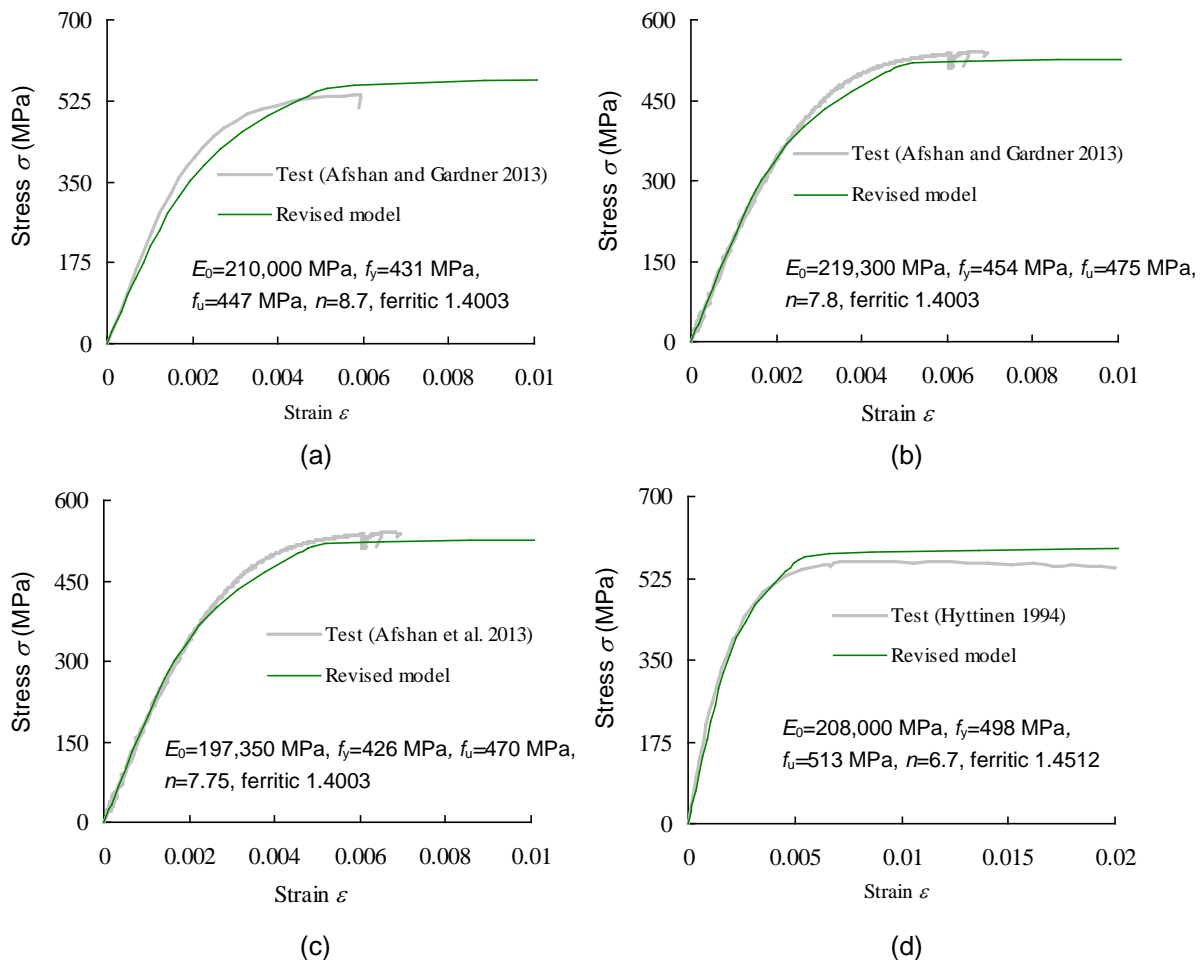 700
525
350
175
0
Stress σ (MPa)
Test (Afshan and Gardner 2013)
Revised model
E0=210,000 MPa, fy=431 MPa,
fu=447 MPa, n=8.7, ferritic 1.4003
0 0.002 0.004 0.006 0.008 0.01
Strain ε
(a)
600
450
300
150
0
Stress σ (MPa)
Test (Afshan and Gardner 2013)
Revised model
E0=219,300 MPa, fy=454 MPa, fu=475 MPa,
n=7.8, ferritic 1.4003
0 0.002 0.004 0.006 0.008 0.01
Strain ε
(b)
600
450
300
150
0
Stress σ (MPa)
Test (Afshan et al. 2013)
Revised model
E0=197,350 MPa, fy=426 MPa, fu=470 MPa,
n=7.75, ferritic 1.4003
0 0.002 0.004 0.006 0.008 0.01
Strain ε
(c)
700
525
350
175
0
Stress σ (MPa)
Test (Hyttinen 1994)
Revised model
E0=208,000 MPa, fy=498 MPa,
fu=513 MPa, n=6.7, ferritic 1.4512
0 0.005 0.01 0.015 0.02
Strain ε
(d)